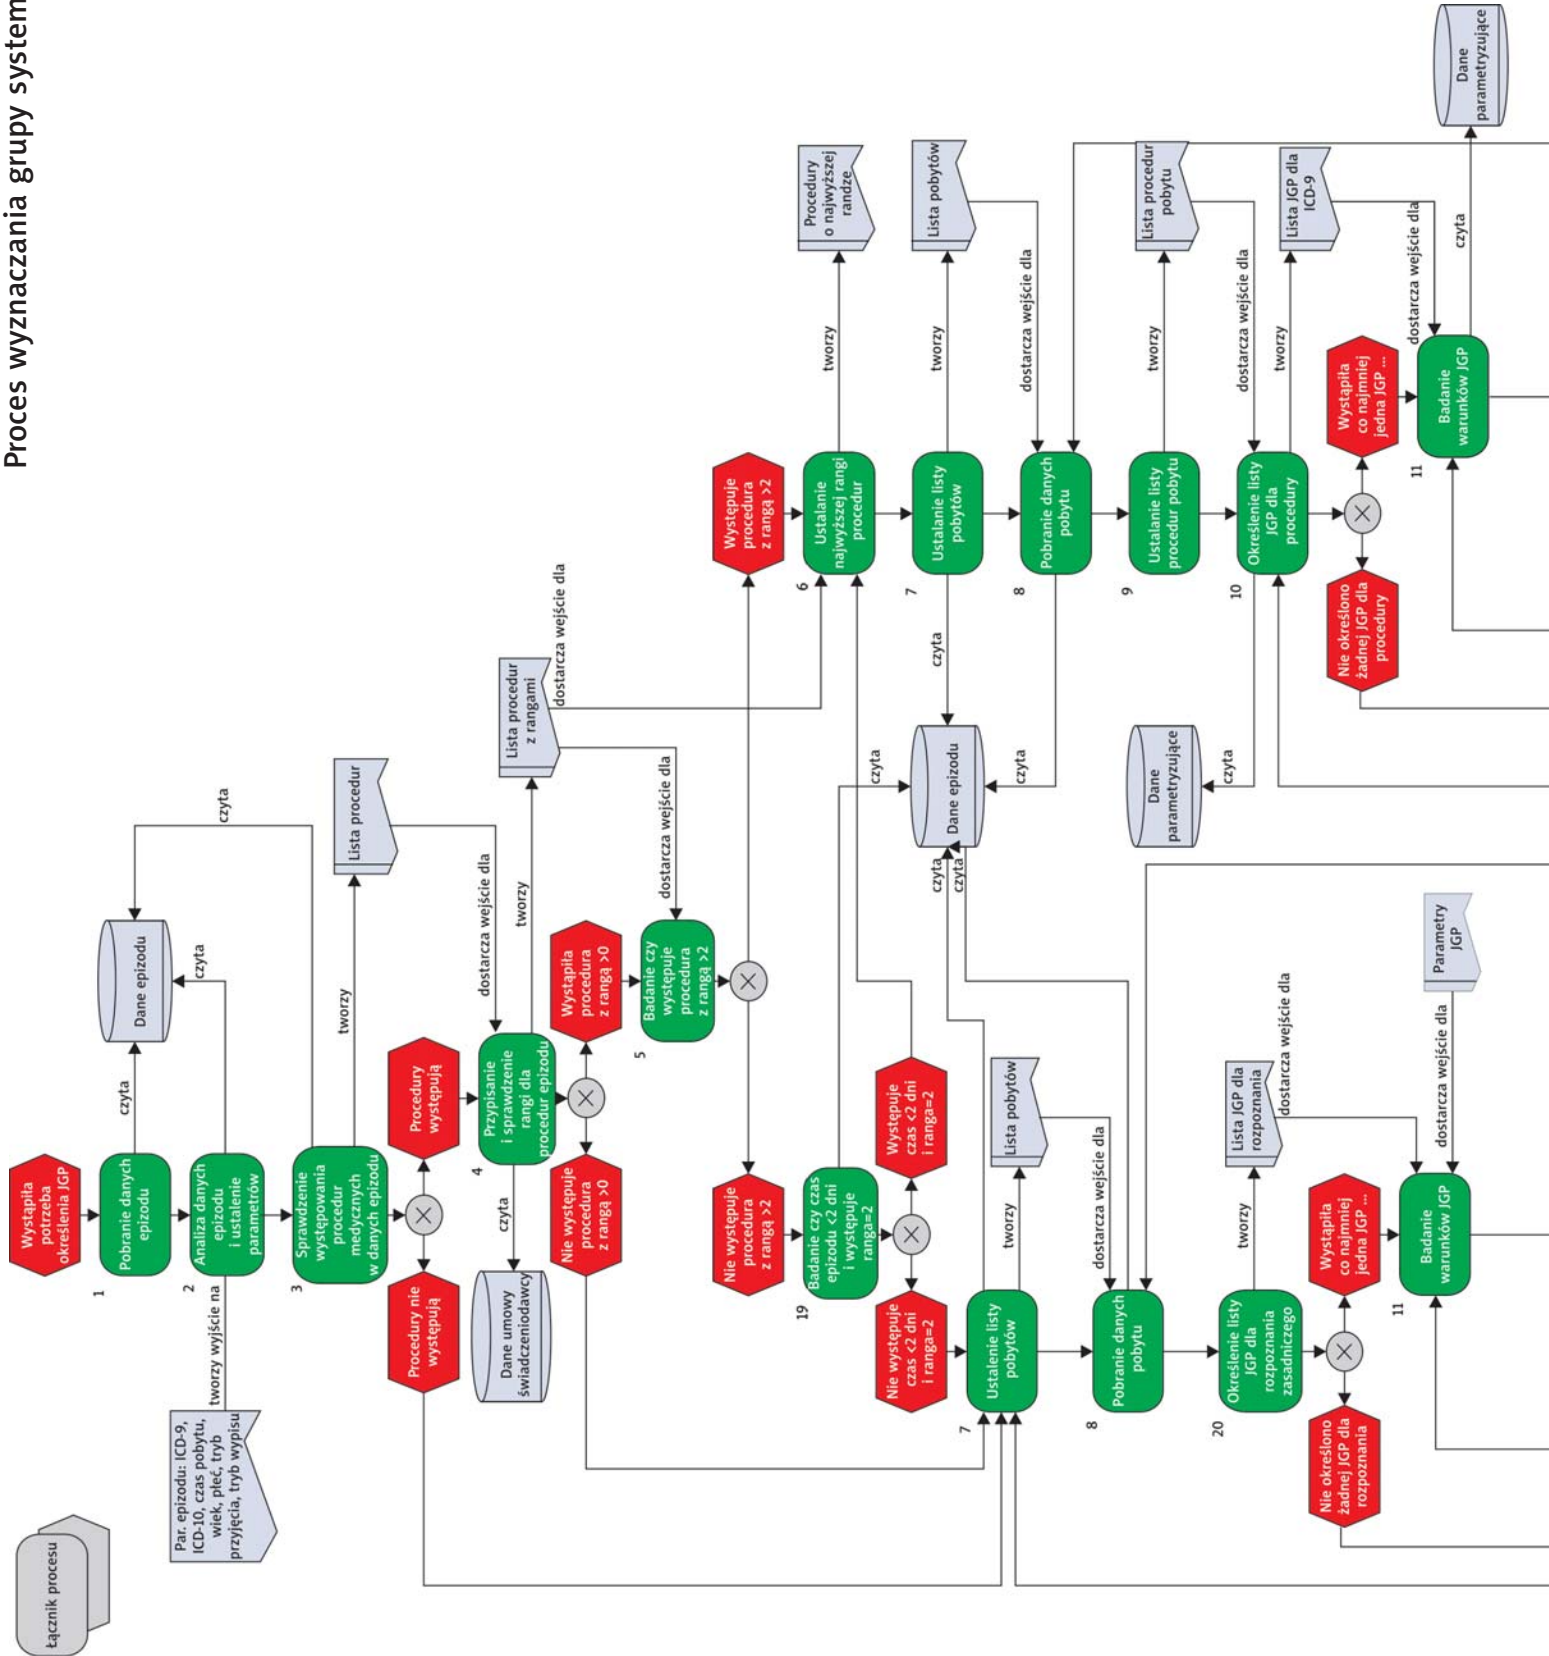 Proces wyznaczania grupy system
Łącznik procesu
Wystąpiła
potrzeba
określenia JGP
1
Pobranie danych
epizodu
czyta
Dane epizodu
Par. epizodu: ICD-9,
ICD-10, czas pobytu,
wiek, płeć, tryb
przyjęcia, tryb wypisu
tworzy wyjście na
2
Analiza danych
epizodu
i ustalenie
parametrów
czyta
czyta
3
Sprawdzenie
występowania
procedur
medycznych
w danych epizodu
tworzy
Lista procedur
Procedury nie
występują
Procedury
występują
dostarcza wejście dla
4
Przypisanie
i sprawdzenie
rangi dla
procedur epizodu
czyta
Dane umowy
świadczeniodawcy
tworzy
Lista procedur
z rangami
dostarcza wejście dla
Nie występuje
procedura
z rangą >0
Wystąpiła
procedura
z rangą >0
5
Badanie czy
występuje
procedura
z rangą >2
dostarcza wejście dla
Nie występuje
procedura
z rangą >2
Występuje
procedura
z rangą >2
19
Badanie czy czas
epizodu <2 dni
i występuje
ranga=2
czyta
6
Ustalanie
najwyższej rangi
procedur
tworzy
Procedury
o najwyższej
randze
Nie występuje
czas <2 dni
i ranga=2
Występuje
czas <2 dni
i ranga=2
Dane epizodu
czyta
7
Ustalanie listy
pobytów
tworzy
Lista pobytów
dostarcza wejście dla
7
Ustalenie listy
pobytów
tworzy
Lista pobytów
czyta
czyta
czyta
8
Pobranie danych
pobytu
dostarcza wejście dla
8
Pobranie danych
pobytu
9
Ustalanie listy
procedur pobytu
tworzy
Lista procedur
pobytu
dostarcza wejście dla
Dane
parametryzujące
czyta
20
Określenie listy
JGP dla
rozpoznania
zasadniczego
tworzy
Lista JGP dla
rozpoznania
dostarcza wejście dla
10
Określenie listy
JGP dla
procedury
tworzy
Lista JGP dla
ICD-9
dostarcza wejście dla
Nie określono
żadnej JGP dla
rozpoznania
Wystąpiła
co najmniej
jedna JGP ...
Nie określono
żadnej JGP dla
procedury
Wystąpiła
co najmniej
jedna JGP ...
11
Badanie
warunków JGP
dostarcza wejście dla
Parametry
JGP
11
Badanie
warunków JGP
czyta
Dane
parametryzujące